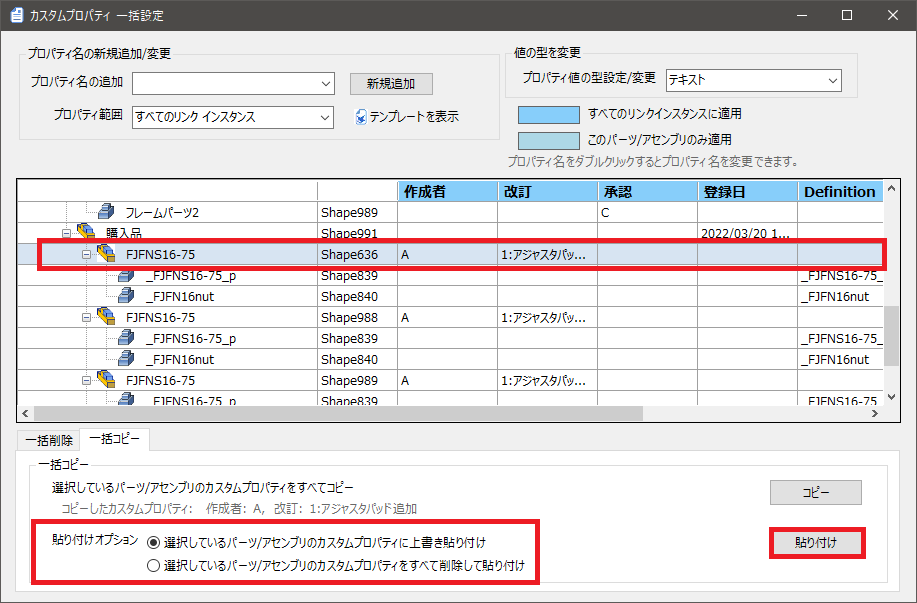 カスタムプロパティ 一括設定
プロパティ名の新規追加/変更
プロパティ名の追加
新規追加
プロパティ範囲
すべてのリンク インスタンス
テンプレートを表示
値の型を変更
プロパティ値の型設定/変更
テキスト
すべてのリンクインスタンスに適用
このパーツ/アセンブリのみ適用
プロパティ名をダブルクリックするとプロパティ名を変更できます。
作成者 改訂 承認 登録日 Definition
フレームパーツ2 Shape989 C
購入品 Shape991 2022/03/20 1...
FJFNS16-75 Shape636 A 1:アジャスタパッ...
_FJFNS16-75_p Shape839 _FJFNS16-75_
_FJFN16nut Shape840 _FJFN16nut
FJFNS16-75 Shape988 A 1:アジャスタパッ...
_FJFNS16-75_p Shape839 _FJFNS16-75_
_FJFN16nut Shape840 _FJFN16nut
FJFNS16-75 Shape989 A 1:アジャスタパッ...
_FJFNS16-75_p Shape839 _FJFNS16-75_
一括削除 一括コピー
一括コピー
選択しているパーツ/アセンブリのカスタムプロパティをすべてコピー
コピー
コピーしたカスタムプロパティ: 作成者: A, 改訂: 1:アジャスタパッド追加
貼り付けオプション
選択しているパーツ/アセンブリのカスタムプロパティに上書き貼り付け
選択しているパーツ/アセンブリのカスタムプロパティをすべて削除して貼り付け
貼り付け